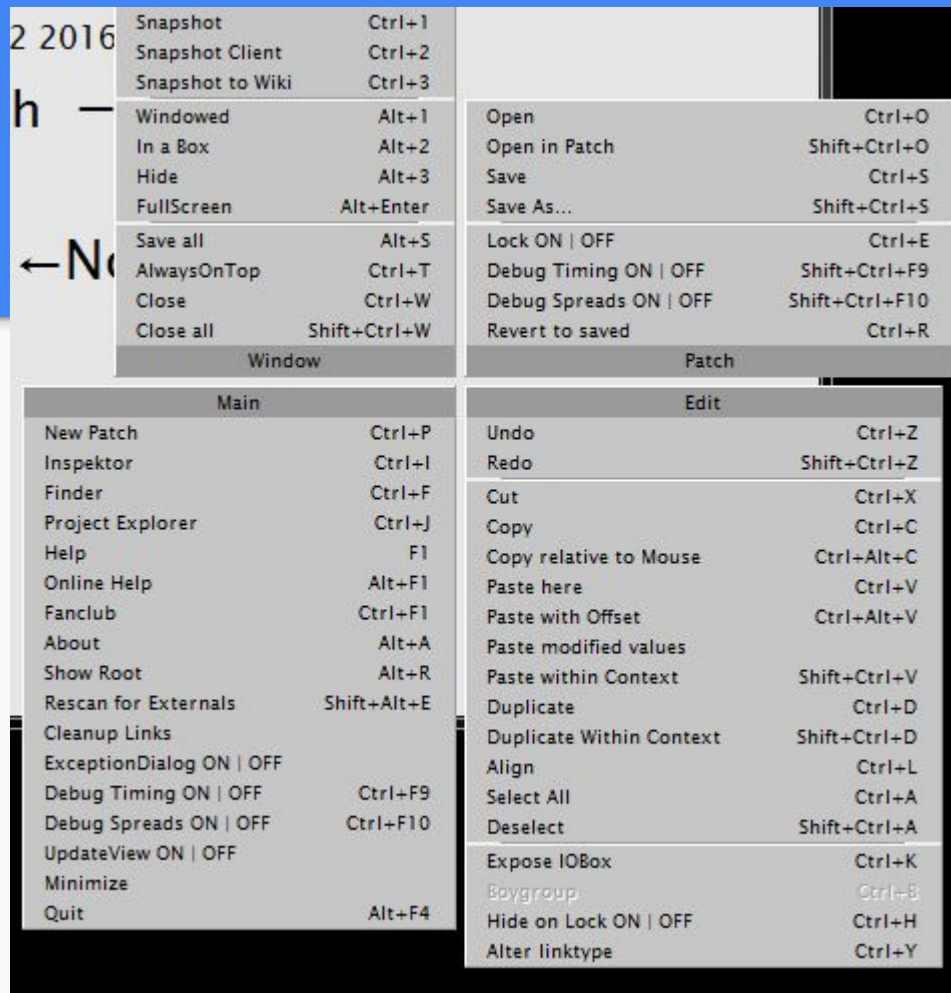 2 2016
h –
←No
Snapshot Ctrl+1
Snapshot Client Ctrl+2
Snapshot to Wiki Ctrl+3
Windowed Alt+1
In a Box Alt+2
Hide Alt+3
FullScreen Alt+Enter
Save all Alt+S
AlwaysOnTop Ctrl+T
Close Ctrl+W
Close all Shift+Ctrl+W
Window
Open Ctrl+O
Open in Patch Shift+Ctrl+O
Save Ctrl+S
Save As... Shift+Ctrl+S
Lock ON | OFF Ctrl+E
Debug Timing ON | OFF Shift+Ctrl+F9
Debug Spreads ON | OFF Shift+Ctrl+F10
Revert to saved Ctrl+R
Patch
Main
New Patch Ctrl+P
Inspektor Ctrl+I
Finder Ctrl+F
Project Explorer Ctrl+J
Help F1
Online Help Alt+F1
Fanclub Ctrl+F1
About Alt+A
Show Root Alt+R
Rescan for Externals Shift+Alt+E
Cleanup Links
ExceptionDialog ON | OFF
Debug Timing ON | OFF Ctrl+F9
Debug Spreads ON | OFF Ctrl+F10
UpdateView ON | OFF
Minimize
Quit Alt+F4
Edit
Undo Ctrl+Z
Redo Shift+Ctrl+Z
Cut Ctrl+X
Copy Ctrl+C
Copy relative to Mouse Ctrl+Alt+C
Paste here Ctrl+V
Paste with Offset Ctrl+Alt+V
Paste modified values
Paste within Context Shift+Ctrl+V
Duplicate Ctrl+D
Duplicate Within Context Shift+Ctrl+D
Align Ctrl+L
Select All Ctrl+A
Deselect Shift+Ctrl+A
Expose IOBox Ctrl+K
Boygroup Ctrl+B
Hide on Lock ON | OFF Ctrl+H
Alter linktype Ctrl+Y